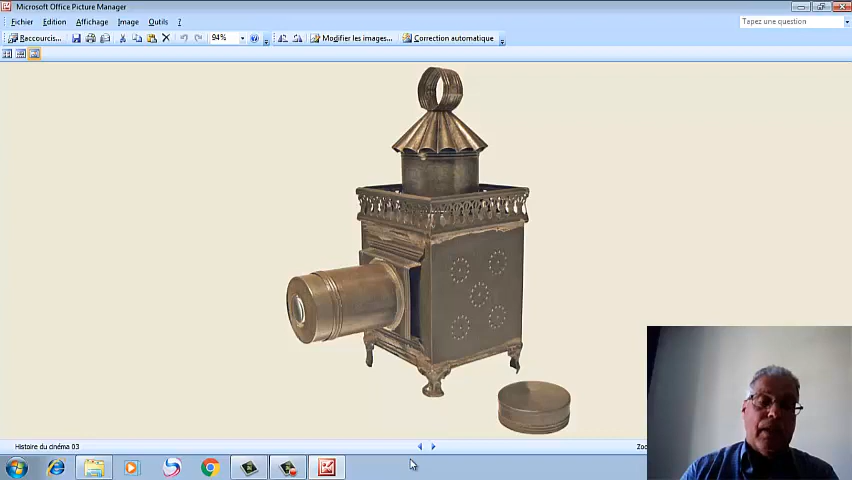 Microsoft Office Picture Manager
Fichier Edition Affichage Image Outils ?
Tapez une question
Raccourcis... 94% Modifier les images... Correction automatique
Histoire du cinéma 03
Zoo